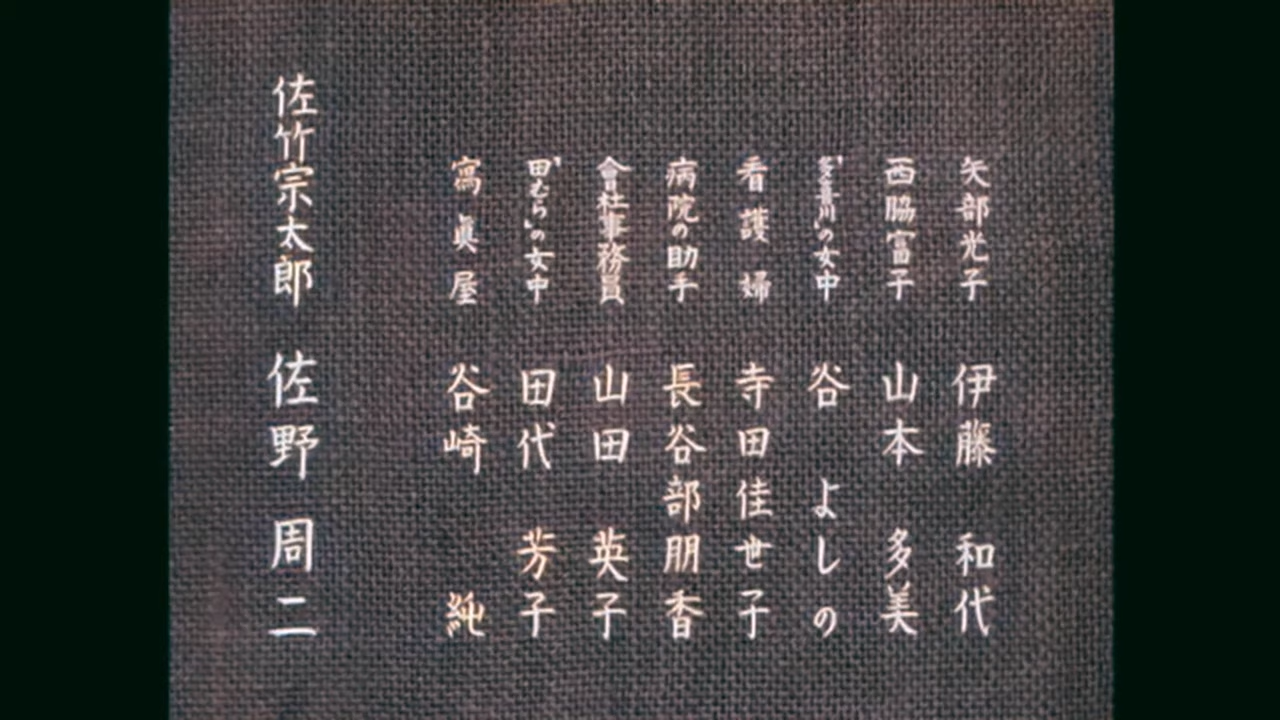 矢部光子 伊藤和代
西脇富子 山本多美
「多喜川」の女中 谷よしの
看護婦 寺田佳世子
病院の助手 長谷部朋香
會社事務員 山田英子
「田むら」の女中 田代芳子
寫眞屋 谷崎純
佐竹宗太郎 佐野周二